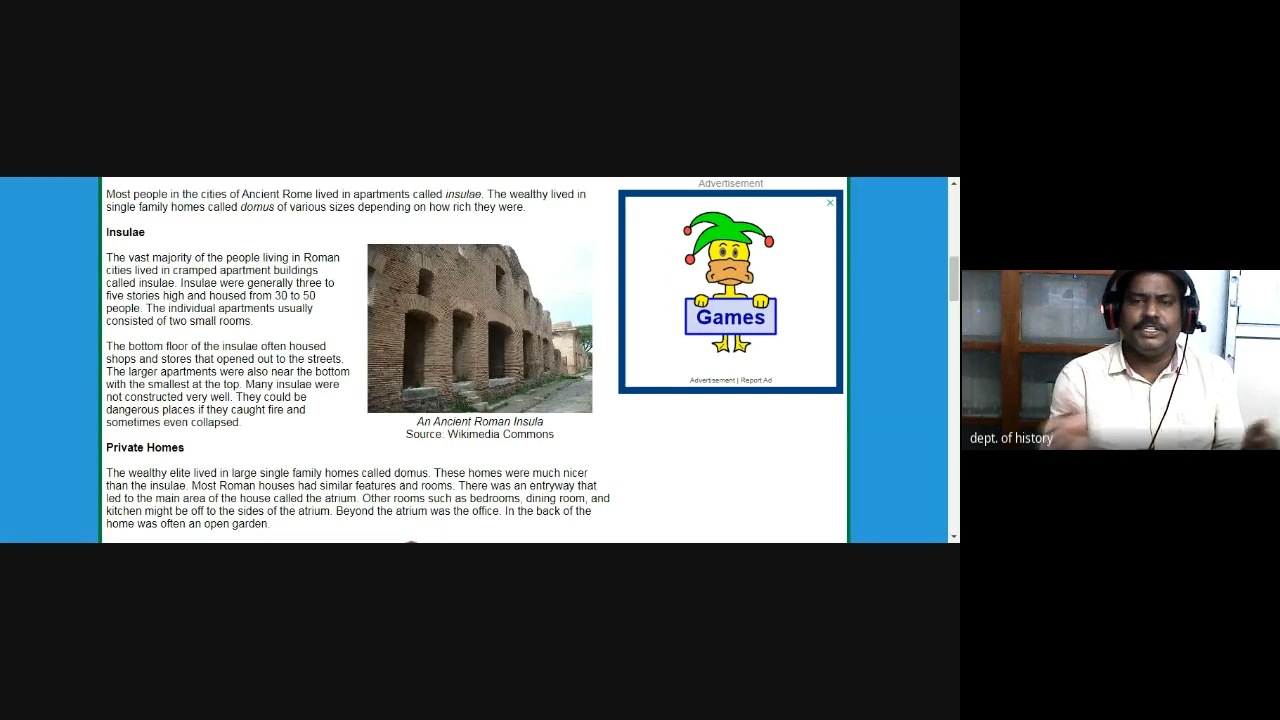 Most people in the cities of Ancient Rome lived in apartments called insulae. The wealthy lived in
single family homes called domus of various sizes depending on how rich they were.
Insulae
The vast majority of the people living in Roman
cities lived in cramped apartment buildings
called insulae. Insulae were generally three to
five stories high and housed from 30 to 50
people. The individual apartments usually
consisted of two small rooms.
The bottom floor of the insulae often housed
shops and stores that opened out to the streets.
The larger apartments were also near the bottom
with the smallest at the top. Many insulae were
not constructed very well. They could be
dangerous places if they caught fire and
sometimes even collapsed.
An Ancient Roman Insula
Source: Wikimedia Commons
Private Homes
The wealthy elite lived in large single family homes called domus. These homes were much nicer
than the insulae. Most Roman houses had similar features and rooms. There was an entryway that
led to the main area of the house called the atrium. Other rooms such as bedrooms, dining room, and
kitchen might be off to the sides of the atrium. Beyond the atrium was the office. In the back of the
home was often an open garden.
Advertisement
Games
Advertisement | Report Ad
dept. of history